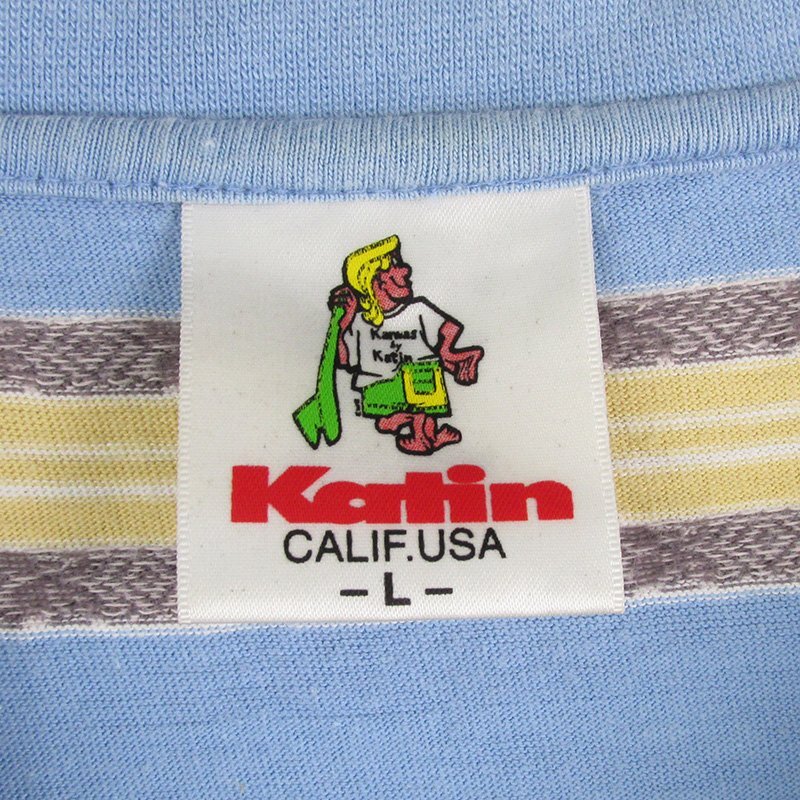 Kanvas
by
Katin
Katin
CALIF.USA
- L -